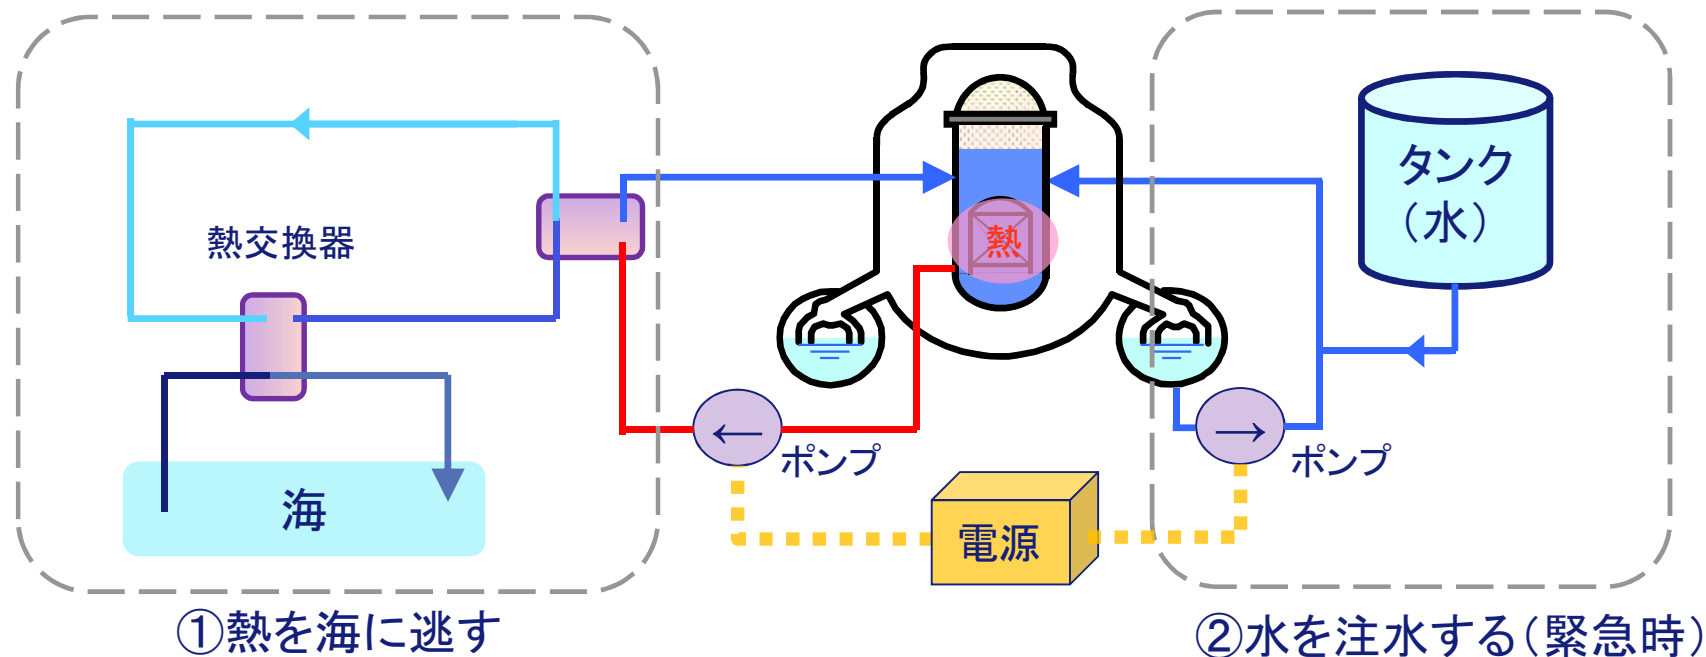 タンク
（水）
熱交換器
熱
←
ポンプ
→
ポンプ
海
電源
①熱を海に逃す
②水を注水する（緊急時）